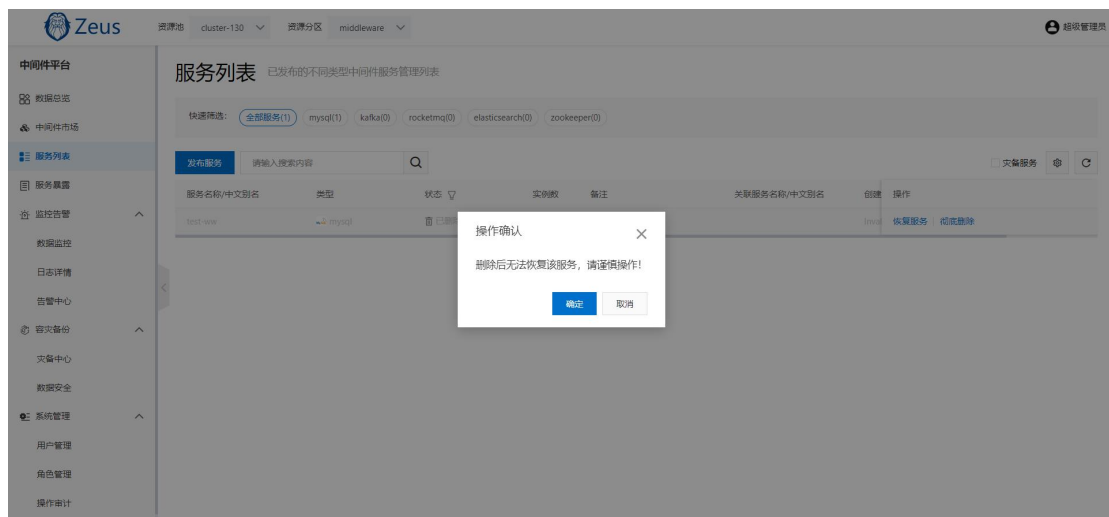 Zeus
资源池 cluster-130 资源分区 middleware
超级管理员
中间件平台
数据总览
中间件市场
服务列表
服务暴露
监控告警
数据监控
日志详情
告警中心
容灾备份
灾备中心
数据安全
系统管理
用户管理
角色管理
操作审计
服务列表 已发布的不同类型中间件服务管理列表
快速筛选: 全部服务(1) mysql(1) kafka(0) rocketmq(0) elasticsearch(0) zookeeper(0)
发布服务 请输入搜索内容 灾备服务
服务名称/中文别名 类型 状态 实例数 备注 关联服务名称/中文别名 创建 操作
mysql 已删除 恢复服务 彻底删除
操作确认
删除后无法恢复该服务，请谨慎操作!
确定 取消